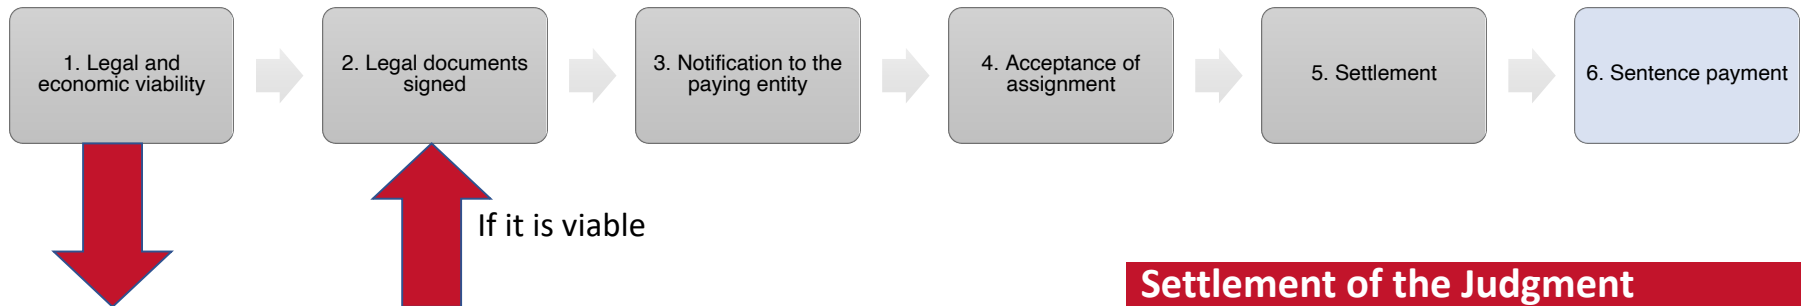 1. Legal and
economic viability
2. Legal documents
signed
3. Notification to the
paying entity
4. Acceptance of
assignment
5. Settlement
6. Sentence payment
If it is viable
Settlement of the Judgment